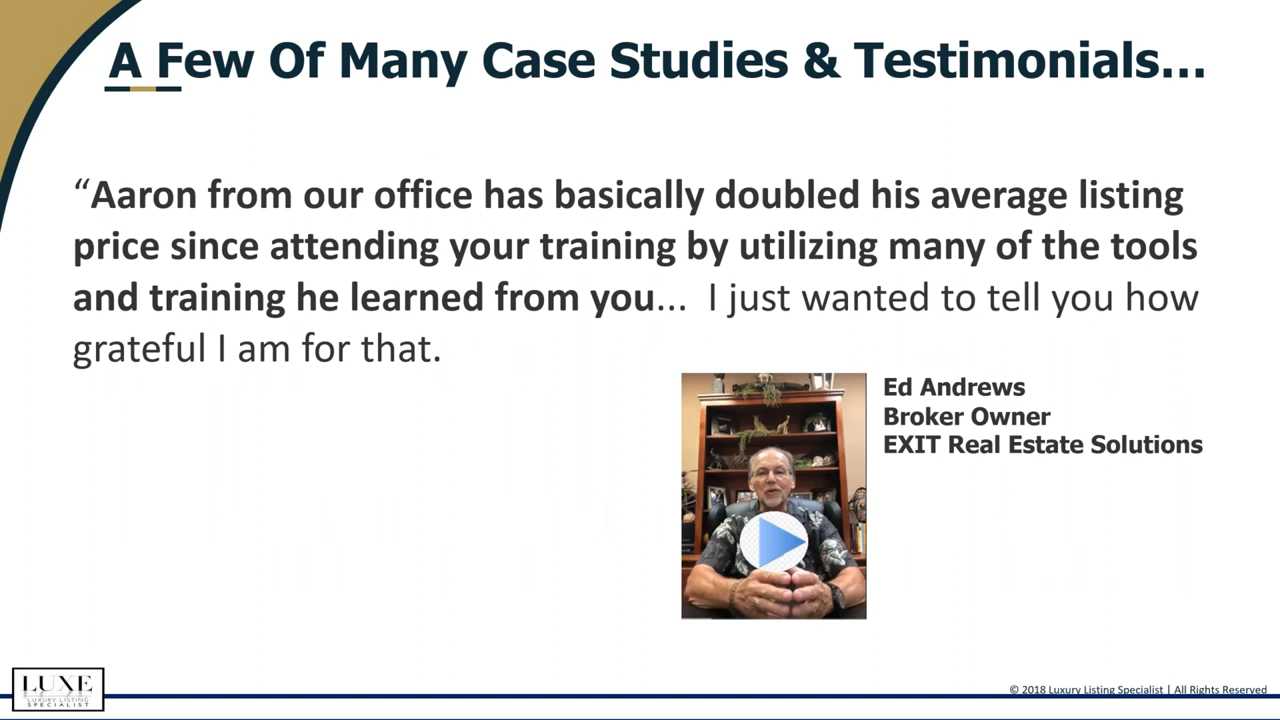 A Few Of Many Case Studies & Testimonials...
“Aaron from our office has basically doubled his average listing
price since attending your training by utilizing many of the tools
and training he learned from you... I just wanted to tell you how
grateful I am for that.
Ed Andrews
Broker Owner
EXIT Real Estate Solutions
LUXE
LUXURY LISTING
SPECIALIST
© 2018 Luxury Listing Specialist | All Rights Reserved